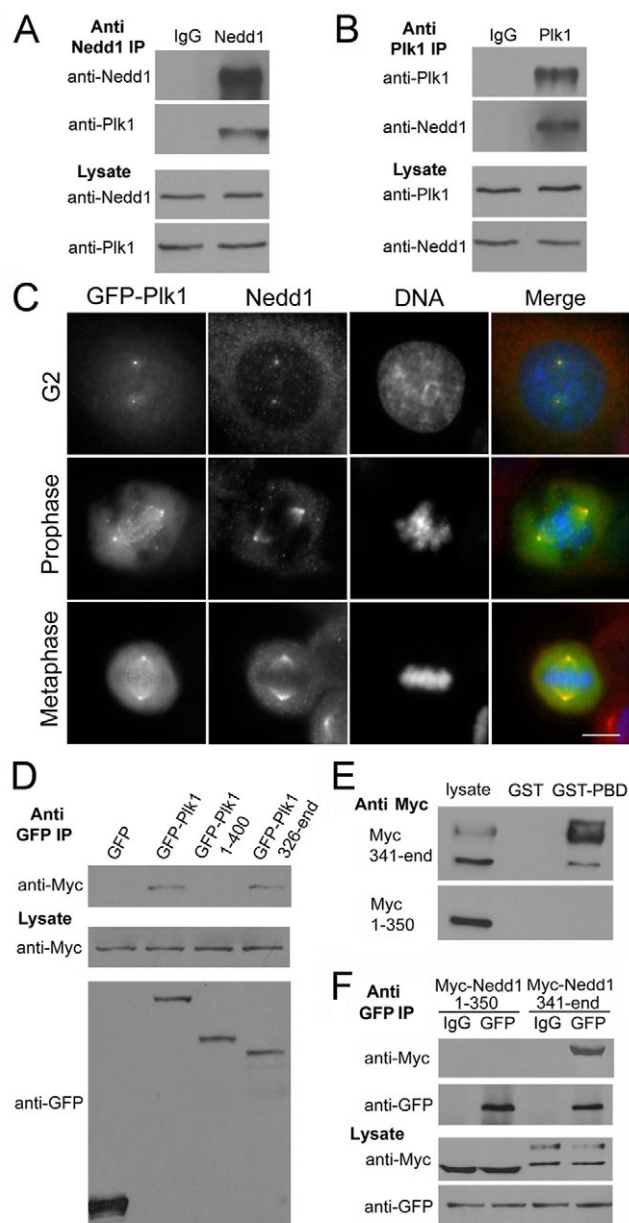 A
Anti
Nedd1 IP
IgG Nedd1
anti-Nedd1
anti-Plk1
Lysate
anti-Nedd1
anti-Plk1
B
Anti
Plk1 IP
IgG Plk1
anti-Plk1
anti-Nedd1
Lysate
anti-Plk1
anti-Nedd1
C
GFP-Plk1 Nedd1 DNA Merge
G2
Prophase
Metaphase
D
Anti
GFP IP
GFP
GFP-Plk1
GFP-Plk1
1-400
GFP-Plk1
326-end
anti-Myc
Lysate
anti-Myc
anti-GFP
E
Anti Myc
lysate GST GST-PBD
Myc
341-end
Myc
1-350
F
Anti
GFP IP
Myc-Nedd1 Myc-Nedd1
1-350 341-end
IgG GFP IgG GFP
anti-Myc
anti-GFP
Lysate
anti-Myc
anti-GFP